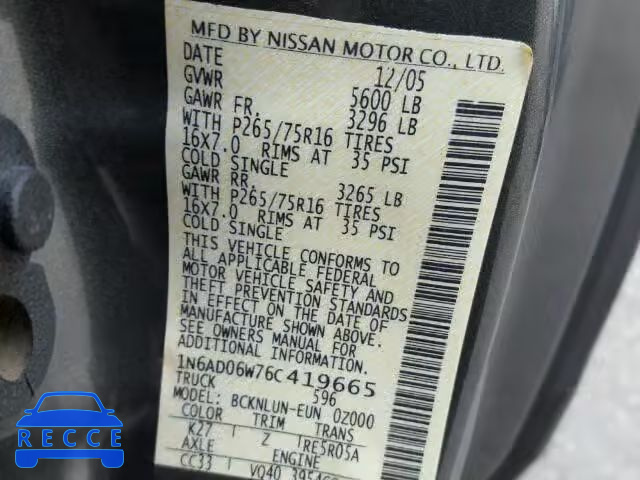 MFD BY NISSAN MOTOR CO., LTD.
DATE 12/05
GVWR 5600 LB
GAWR FR. 3296 LB
WITH P265/75R16 TIRES
16X7.0 RIMS AT 35 PSI
COLD SINGLE
GAWR RR. 3265 LB
WITH P265/75R16 TIRES
16X7.0 RIMS AT 35 PSI
COLD SINGLE
THIS VEHICLE CONFORMS TO
ALL APPLICABLE FEDERAL
MOTOR VEHICLE SAFETY AND
THEFT PREVENTION STANDARDS
IN EFFECT ON THE DATE OF
MANUFACTURE SHOWN ABOVE.
SEE OWNERS MANUAL FOR
ADDITIONAL INFORMATION.
1N6AD06W76C419665
TRUCK 596
MODEL: BCKNLUN-EUN 0Z000
COLOR TRIM TRANS
K27 Z RE5R05A
AXLE ENGINE
CC33 VQ40
RECCE